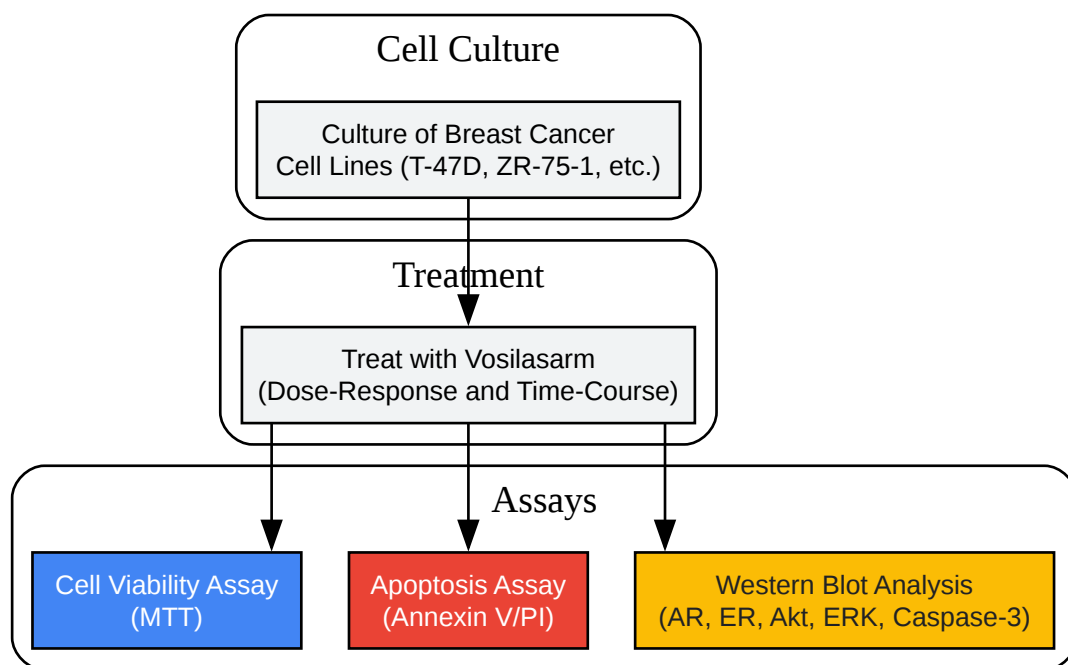 Cell Culture
Culture of Breast Cancer
Cell Lines (T-47D, ZR-75-1, etc.)
Treatment
Treat with Vosilasarm
(Dose-Response and Time-Course)
Assays
Cell Viability Assay
(MTT)
Apoptosis Assay
(Annexin V/PI)
Western Blot Analysis
(AR, ER, Akt, ERK, Caspase-3)